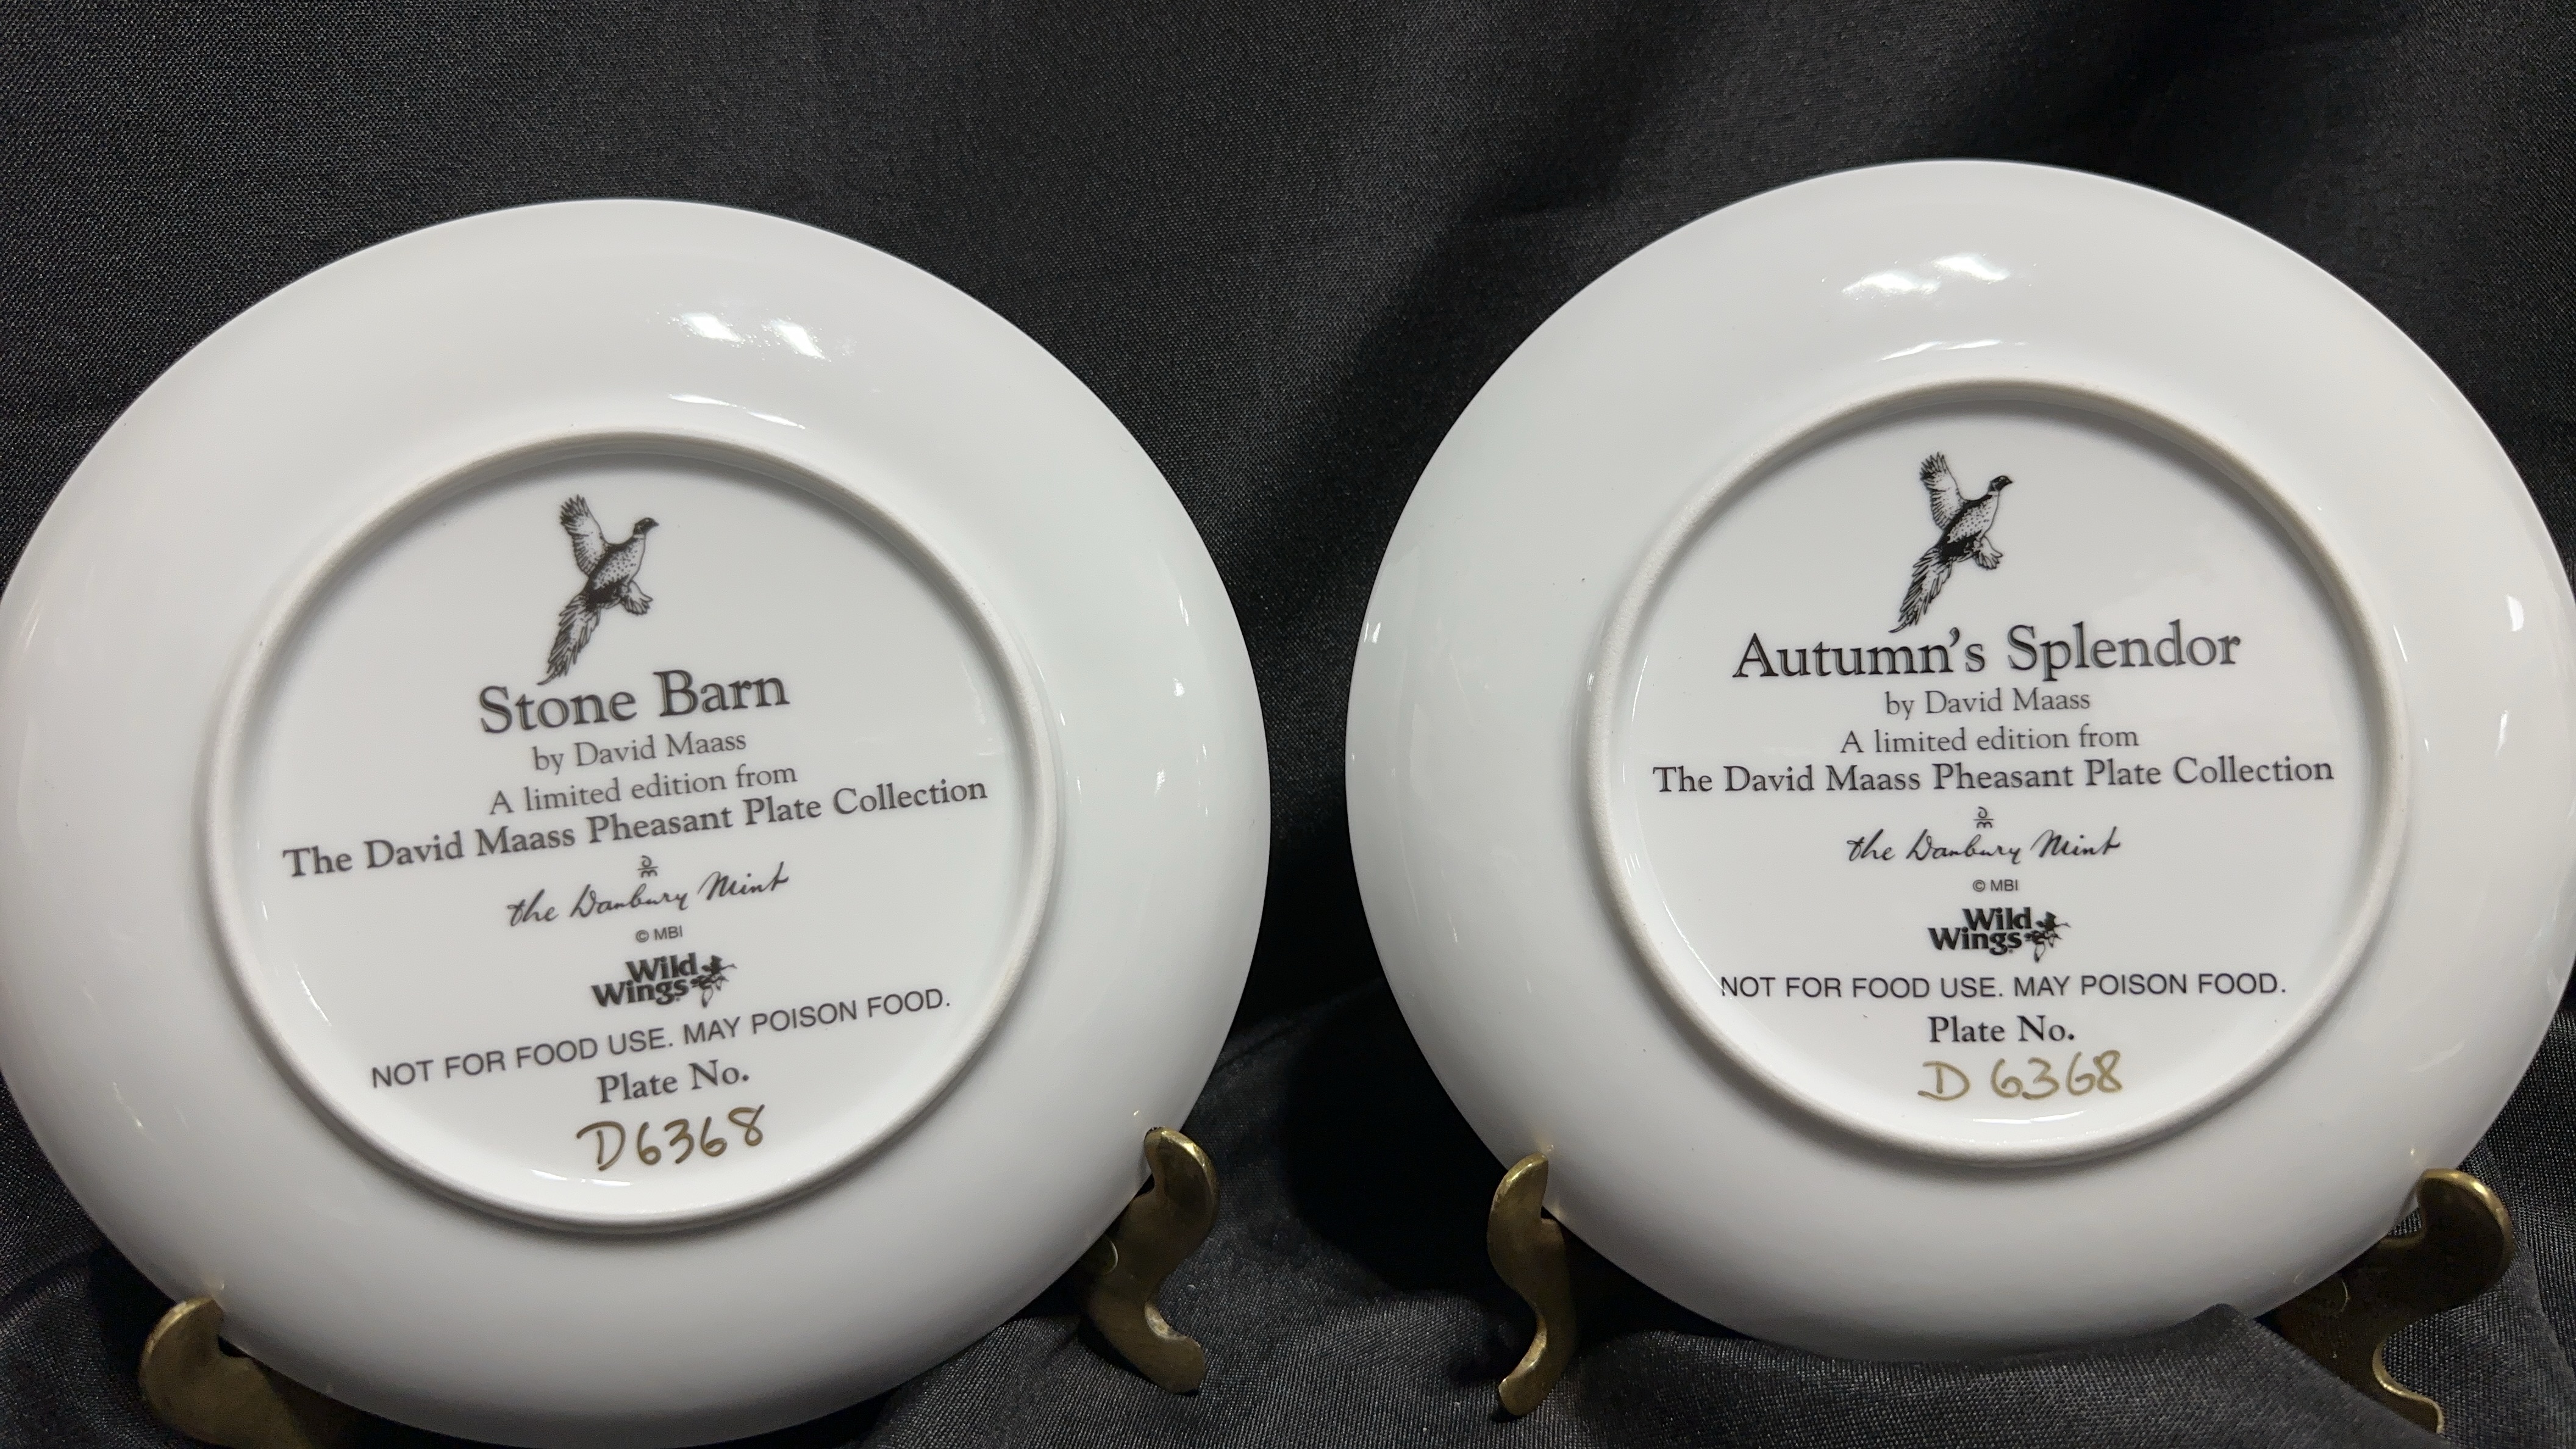 Stone Barn
by David Maass
A limited edition from
The David Maass Pheasant Plate Collection
DM
the Danbury Mint
© MBI
Wild
Wings
NOT FOR FOOD USE. MAY POISON FOOD.
Plate No.
D6368
Autumn's Splendor
by David Maass
A limited edition from
The David Maass Pheasant Plate Collection
DM
the Danbury Mint
© MBI
Wild
Wings
NOT FOR FOOD USE. MAY POISON FOOD.
Plate No.
D 6368